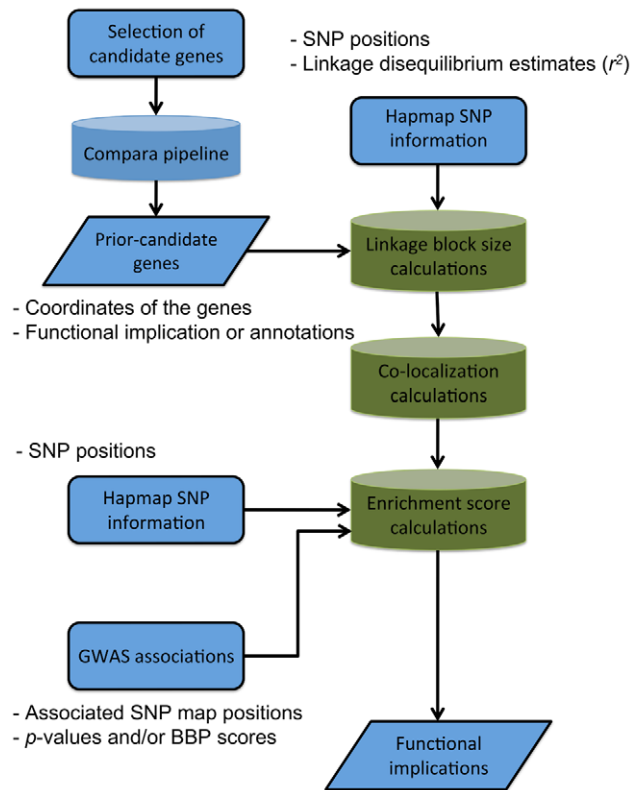 Selection of
candidate genes
- SNP positions
- Linkage disequilibrium estimates (r²)
Hapmap SNP
information
Compara pipeline
Prior-candidate
genes
Linkage block size
calculations
- Coordinates of the genes
- Functional implication or annotations
Co-localization
calculations
- SNP positions
Hapmap SNP
information
Enrichment score
calculations
GWAS associations
- Associated SNP map positions
- p-values and/or BBP scores
Functional
implications